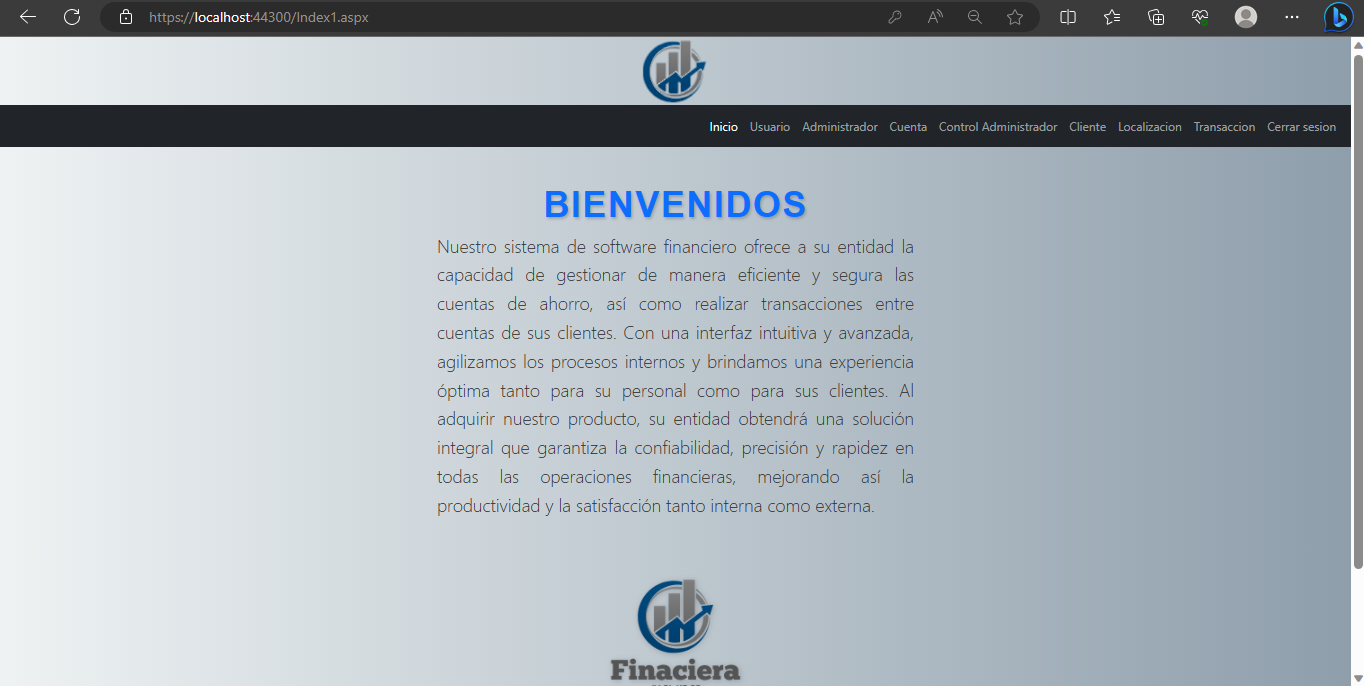 https://localhost:44300/Index1.aspx
Inicio Usuario Administrador Cuenta Control Administrador Cliente Localizacion Transaccion Cerrar sesion
BIENVENIDOS
Nuestro sistema de software financiero ofrece a su entidad la
capacidad de gestionar de manera eficiente y segura las
cuentas de ahorro, así como realizar transacciones entre
cuentas de sus clientes. Con una interfaz intuitiva y avanzada,
agilizamos los procesos internos y brindamos una experiencia
óptima tanto para su personal como para sus clientes. Al
adquirir nuestro producto, su entidad obtendrá una solución
integral que garantiza la confiabilidad, precisión y rapidez en
todas las operaciones financieras, mejorando así la
productividad y la satisfacción tanto interna como externa.
Finaciera